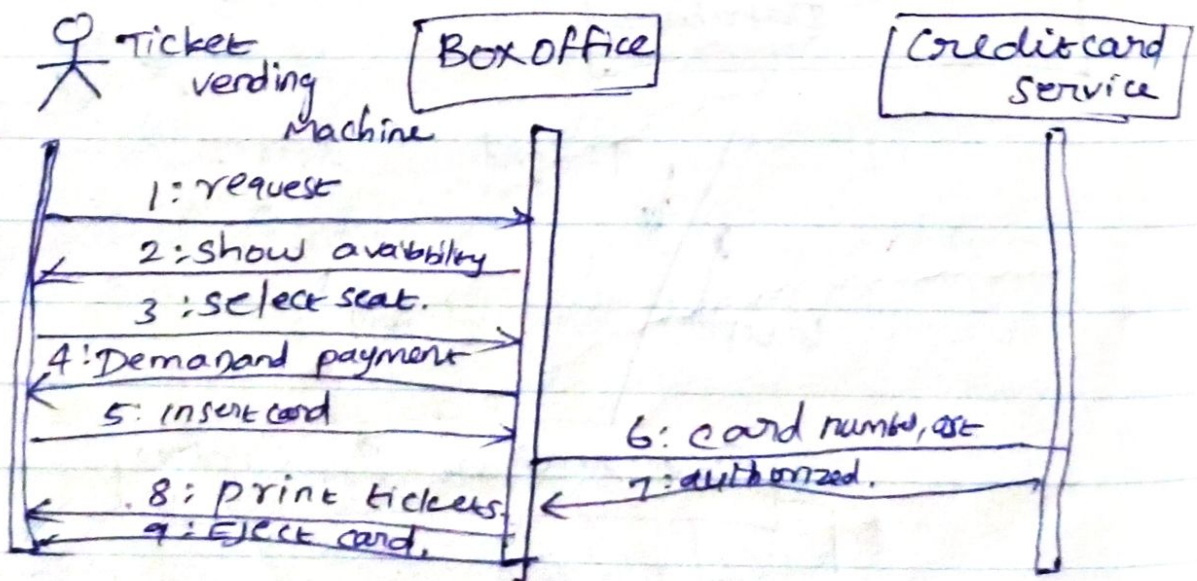 Ticket
vending
Machine
Box Office
Credit card
service
1: request
2: show
3: select seat.
4: Demanand payment
5: insert card
6: card
7: authorized.
8: print tickets.
9: Eject card.